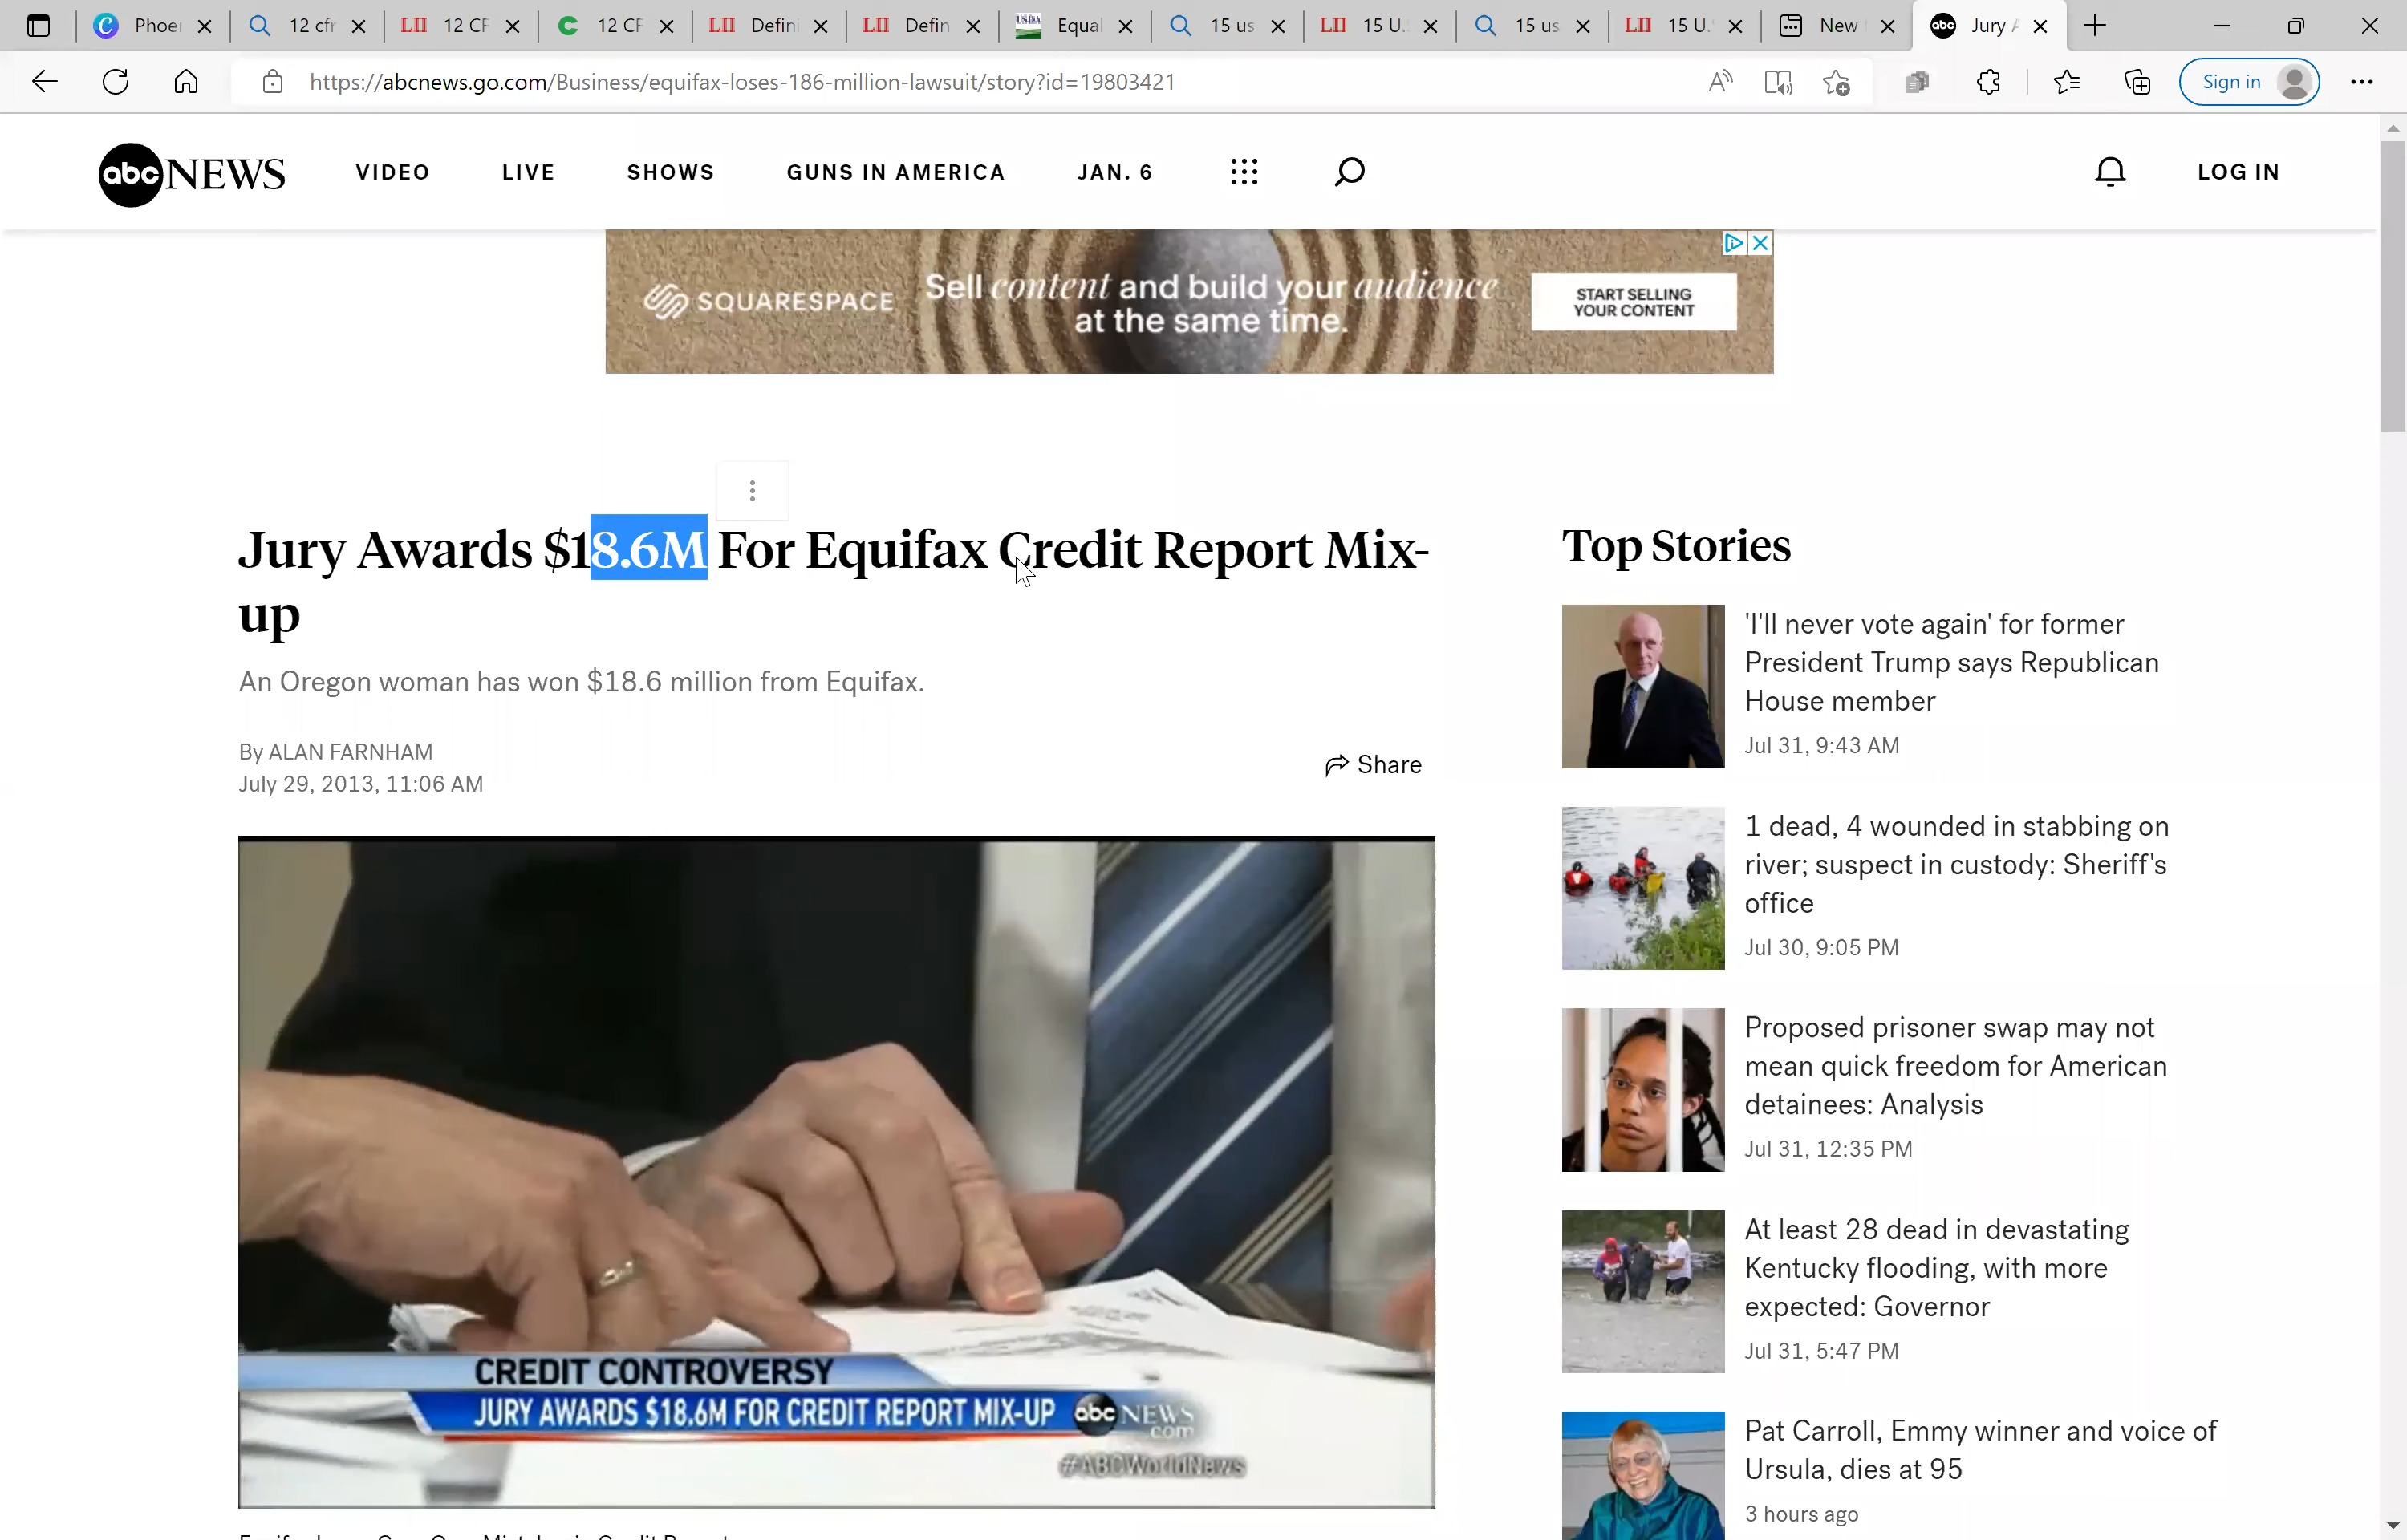 Phoe
12 cfr
12 CF
12 CF
Defini
Defin
Equal
15 us
15 U.
15 us
15 U.
New
Jury A
https://abcnews.go.com/Business/equifax-loses-186-million-lawsuit/story?id=19803421
Sign in
abc NEWS
VIDEO
LIVE
SHOWS
GUNS IN AMERICA
JAN. 6
LOG IN
SQUARESPACE
Sell content and build your audience
at the same time.
START SELLING
YOUR CONTENT
Jury Awards $18.6M For Equifax Credit Report Mix-
up
An Oregon woman has won $18.6 million from Equifax.
By ALAN FARNHAM
July 29, 2013, 11:06 AM
Share
CREDIT CONTROVERSY
JURY AWARDS $18.6M FOR CREDIT REPORT MIX-UP
abc NEWS
.com
#ABCWorldNews
Top Stories
'I'll never vote again' for former
President Trump says Republican
House member
Jul 31, 9:43 AM
1 dead, 4 wounded in stabbing on
river; suspect in custody: Sheriff's
office
Jul 30, 9:05 PM
Proposed prisoner swap may not
mean quick freedom for American
detainees: Analysis
Jul 31, 12:35 PM
At least 28 dead in devastating
Kentucky flooding, with more
expected: Governor
Jul 31, 5:47 PM
Pat Carroll, Emmy winner and voice of
Ursula, dies at 95
3 hours ago